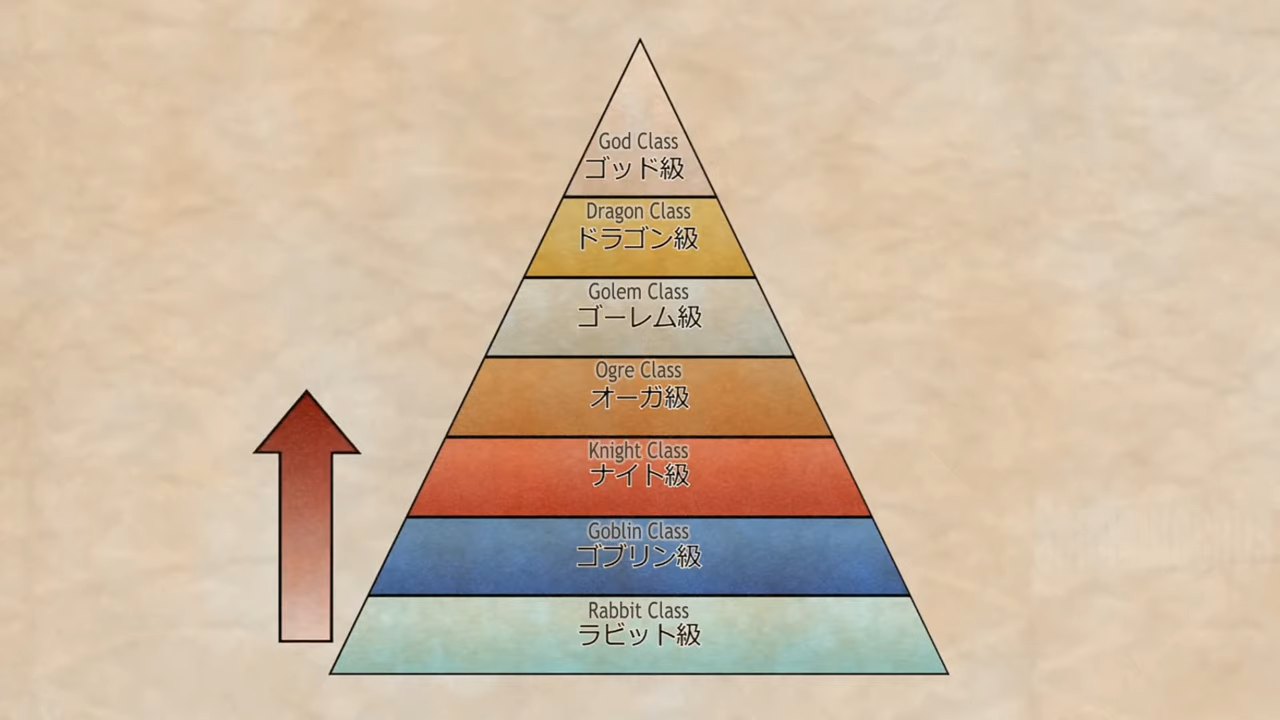 God Class
ゴッド級
Dragon Class
ドラゴン級
Golem Class
ゴーレム級
Ogre Class
オーガ級
Knight Class
ナイト級
Goblin Class
ゴブリン級
Rabbit Class
ラビット級